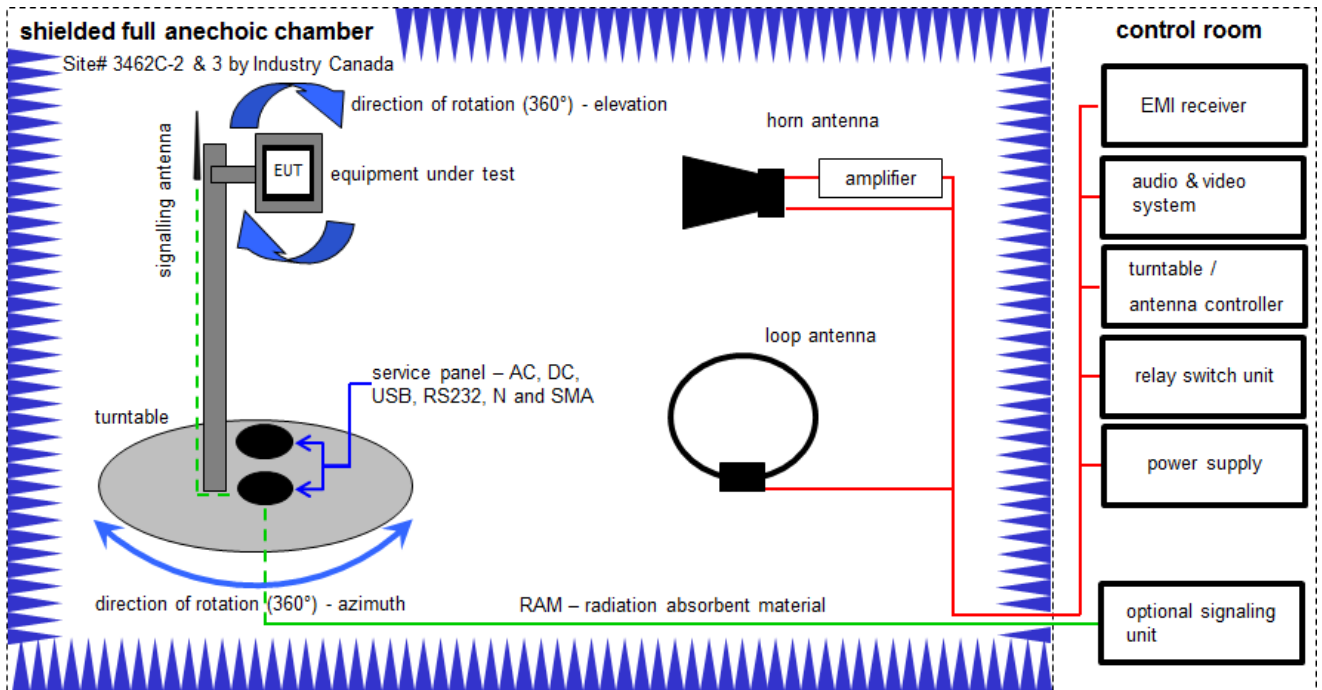 shielded full anechoic chamber
Site# 3462C-2 & 3 by Industry Canada
direction of rotation (360°) - elevation
signalling antenna
EUT
equipment under test
horn antenna
amplifier
loop antenna
service panel – AC, DC,
USB, RS232, N and SMA
turntable
direction of rotation (360°) - azimuth
RAM – radiation absorbent material
control room
EMI receiver
audio & video
system
turntable /
antenna controller
relay switch unit
power supply
optional signaling
unit